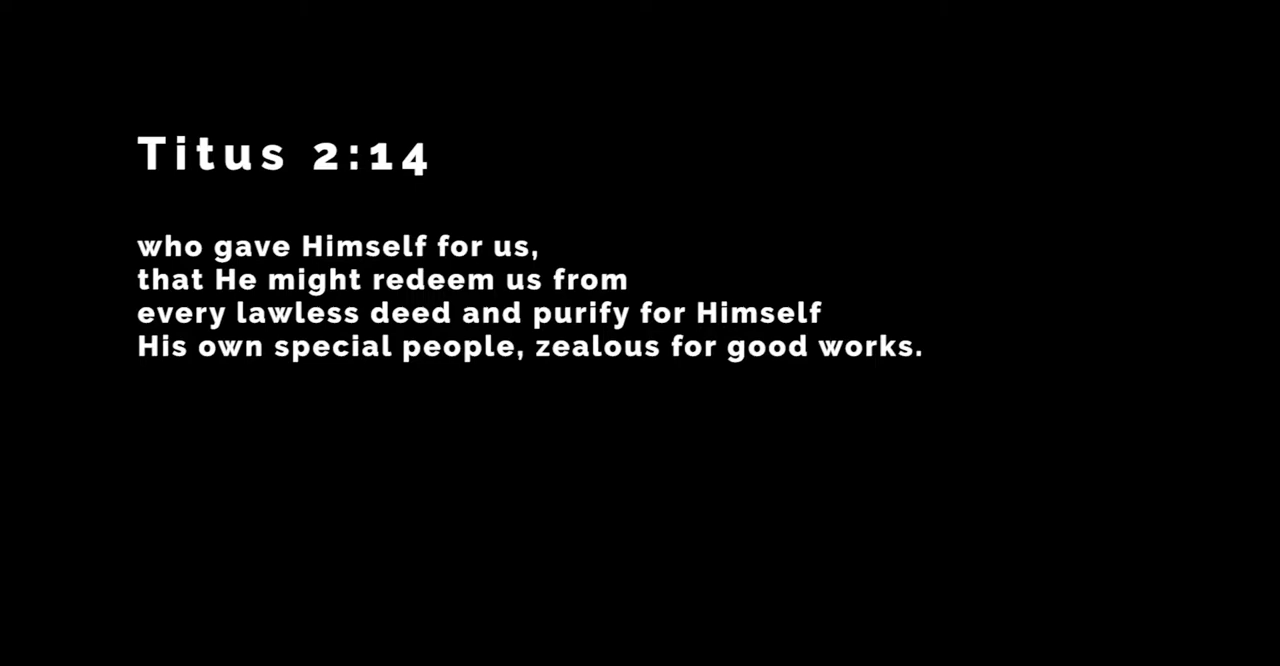 Titus 2:14
who gave Himself for us,
that He might redeem us from
every lawless deed and purify for Himself
His own special people, zealous for good works.